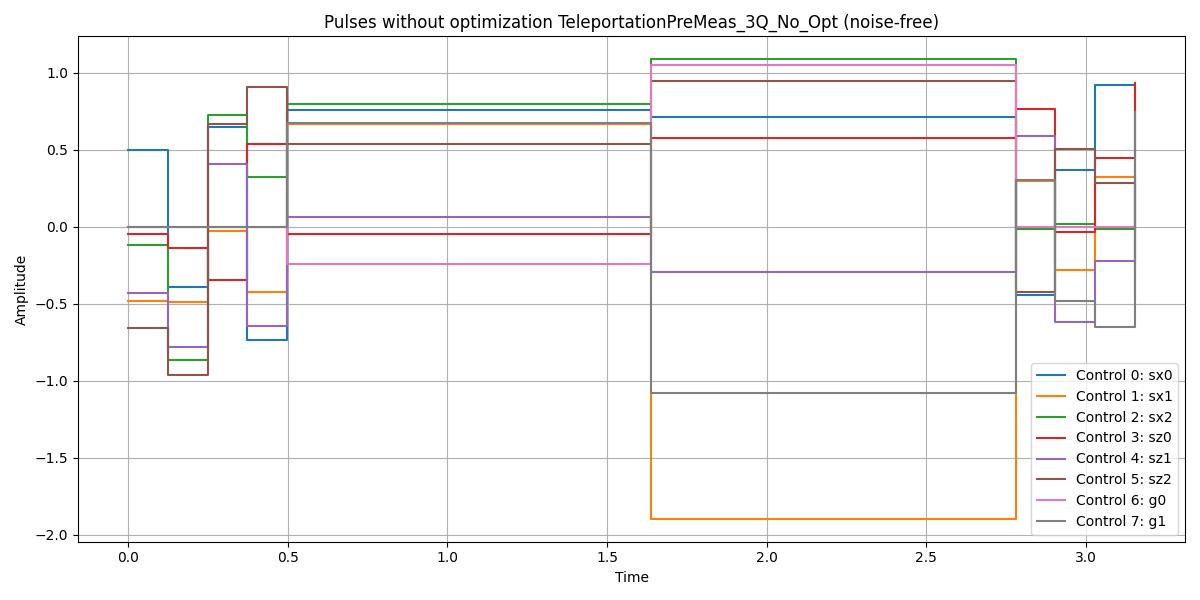 Pulses without optimization TeleportationPreMeas_3Q_No_Opt (noise-free)
1.0
0.5
0.0
−0.5
−1.0
−1.5
−2.0
Amplitude
0.0
0.5
1.0
1.5
2.0
2.5
3.0
Time
Control 0: sx0
Control 1: sx1
Control 2: sx2
Control 3: sz0
Control 4: sz1
Control 5: sz2
Control 6: g0
Control 7: g1